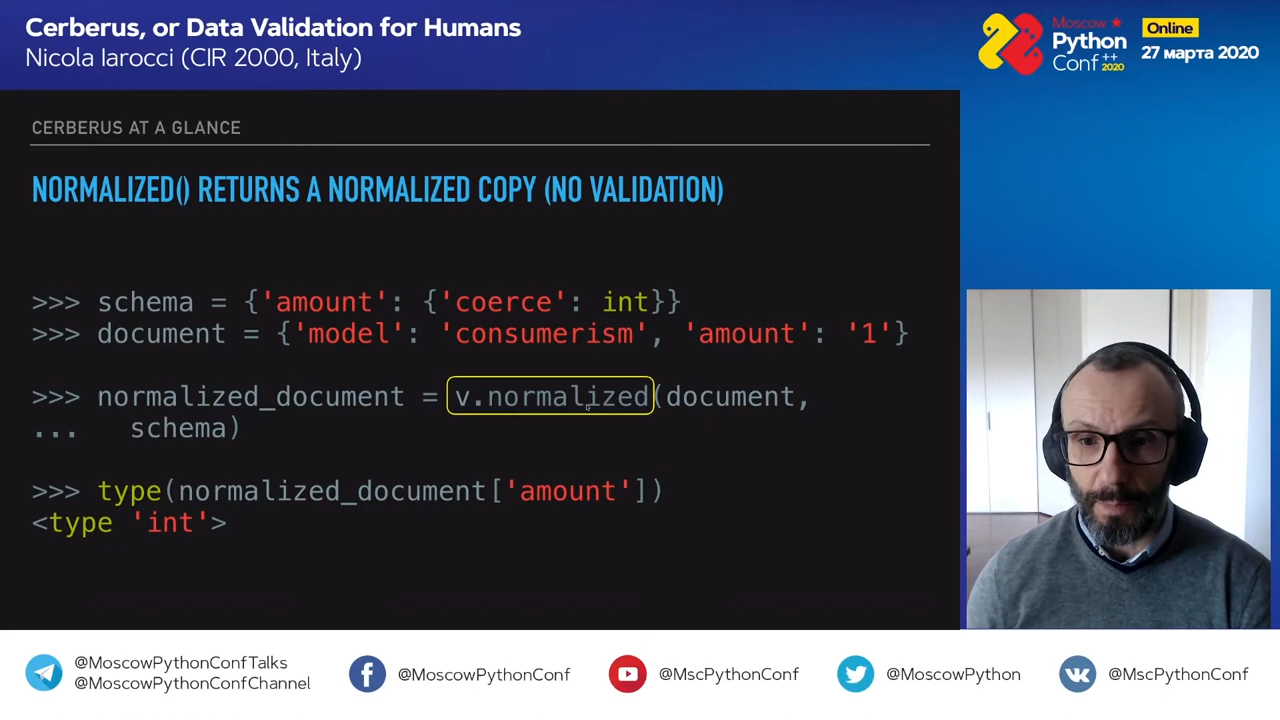 Cerberus, or Data Validation for Humans
Nicola Iarocci (CIR 2000, Italy)
Moscow
Python
Conf ++
2020
Online
27 марта 2020
CERBERUS AT A GLANCE
NORMALIZED() RETURNS A NORMALIZED COPY (NO VALIDATION)
>>> schema = {'amount': {'coerce': int}}
>>> document = {'model': 'consumerism', 'amount': '1'}
>>> normalized_document = v.normalized(document,
... schema)
>>> type(normalized_document['amount'])
<type 'int'>
@MoscowPythonConfTalks
@MoscowPythonConfChannel
@MoscowPythonConf
@MscPythonConf
@MoscowPython
@MscPythonConf